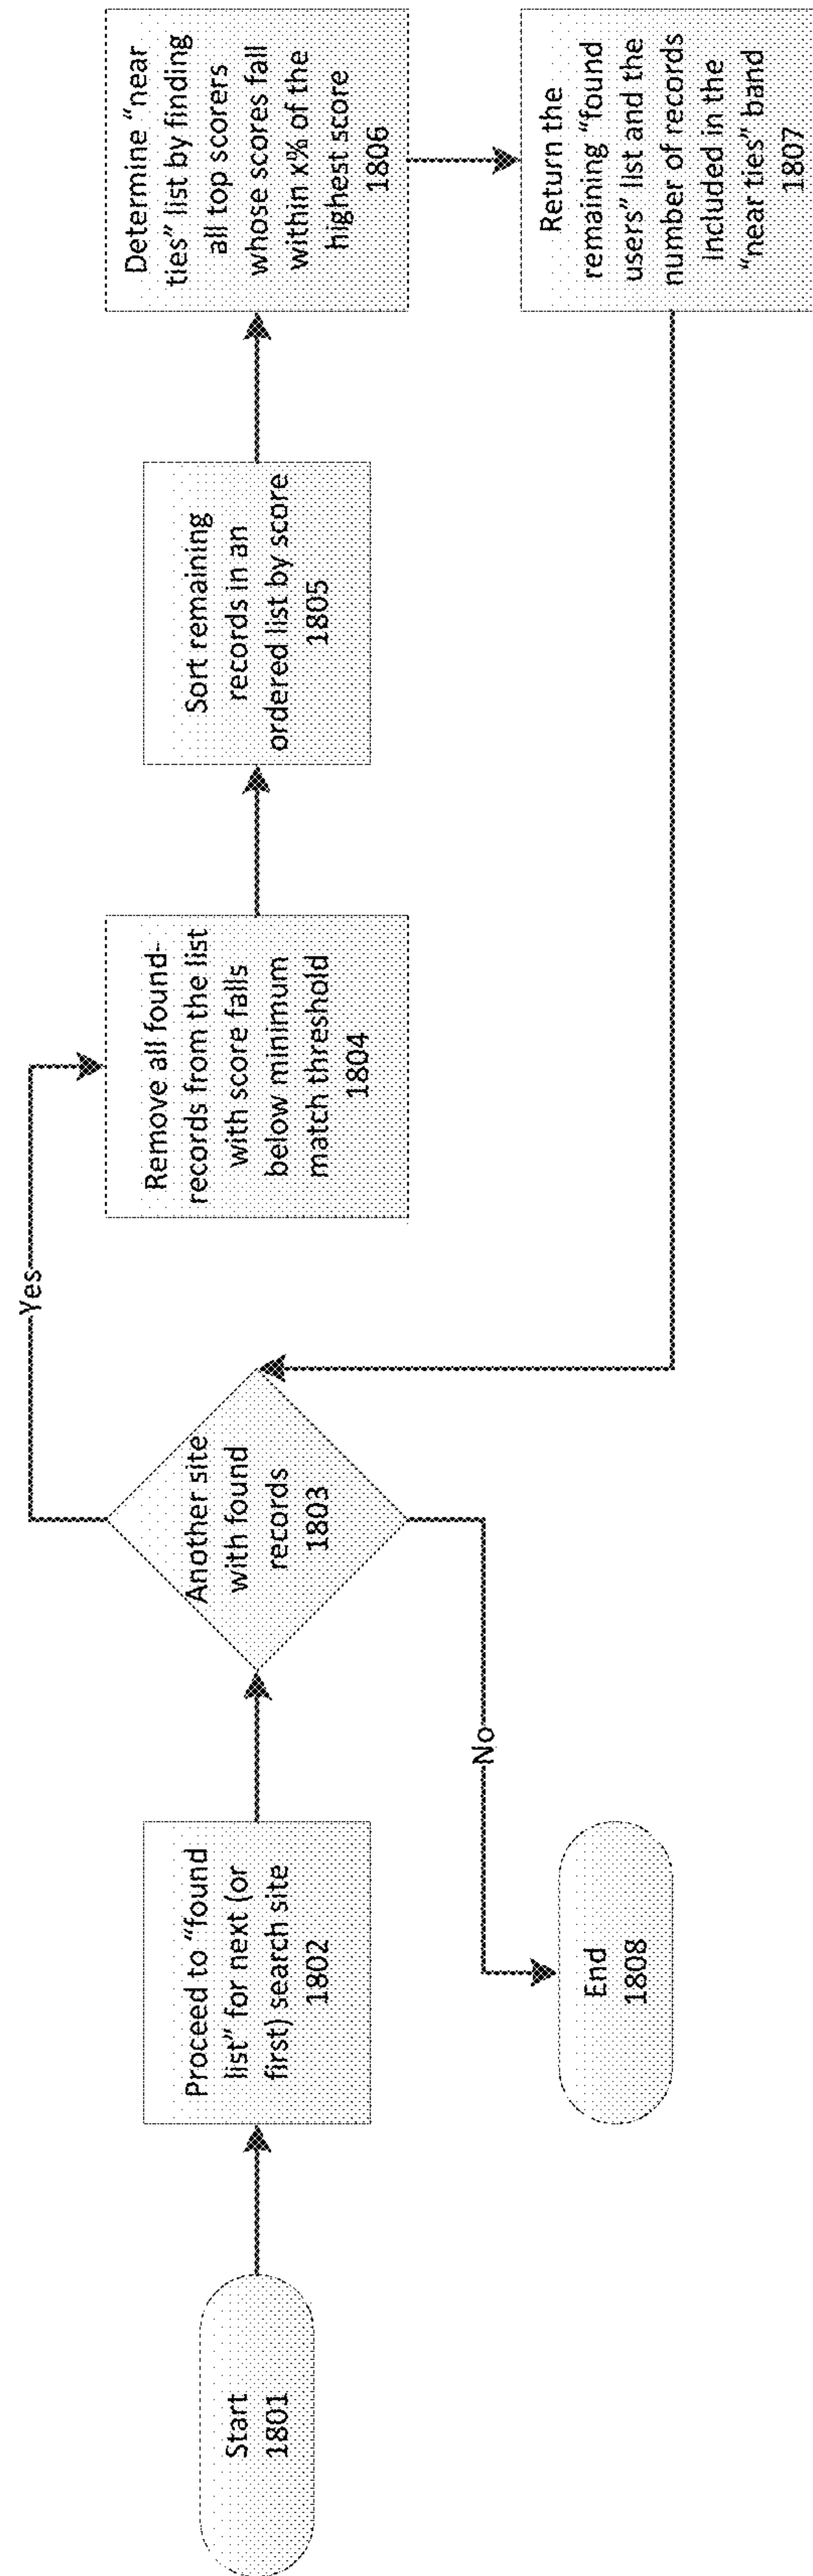 Start
1801
Proceed to “found
list” for next (or
first) search site
1802
Another site
with found
records
1803
Yes
No
End
1808
Remove all found-
records from the list
with score falls
below minimum
match threshold
1804
Sort remaining
records in an
ordered list by score
1805
Determine “near
ties” list by finding
all top scorers
whose scores fall
within x% of the
highest score
1806
Return the
remaining “found
users” list and the
number of records
included in the
“near ties” band
1807